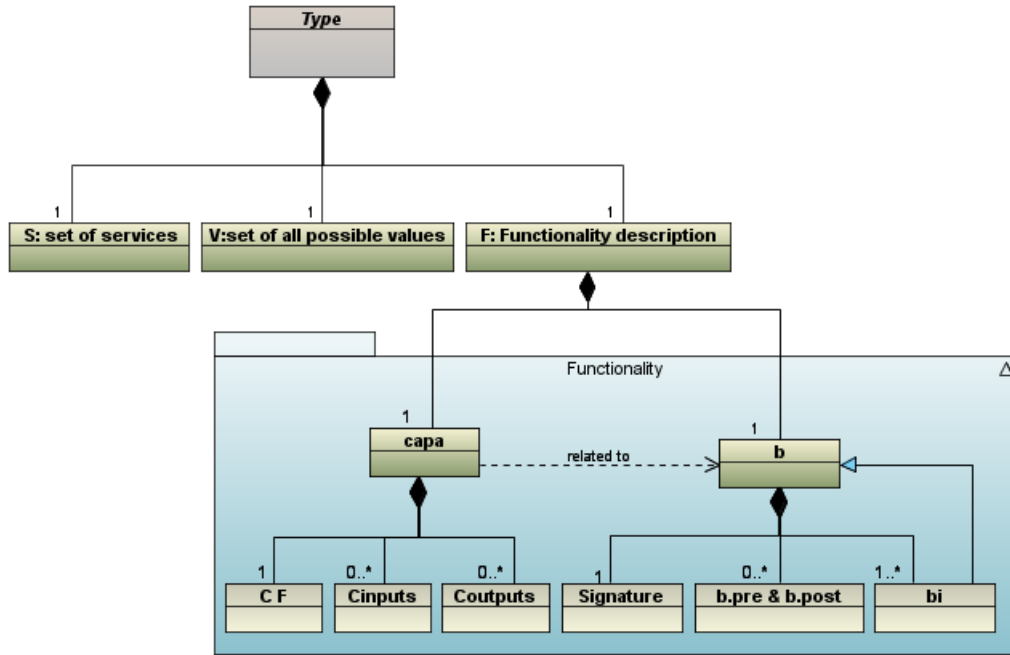 Type
1
1
1
S: set of services
V:set of all possible values
F: Functionality description
Functionality
1
1
capa
b
related to
1
0..*
0..*
1
0..*
1..*
C F
Cinputs
Coutputs
Signature
b.pre & b.post
bi